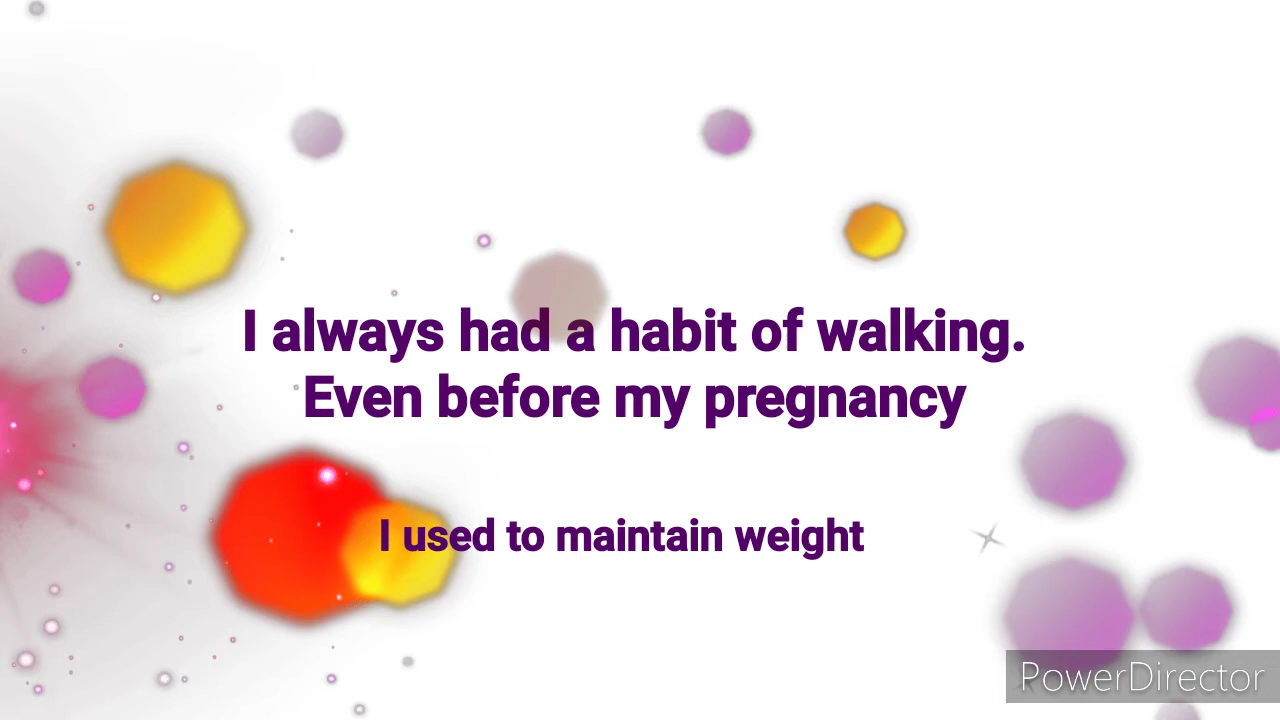 I always had a habit of walking.
Even before my pregnancy
I used to maintain weight
PowerDirector